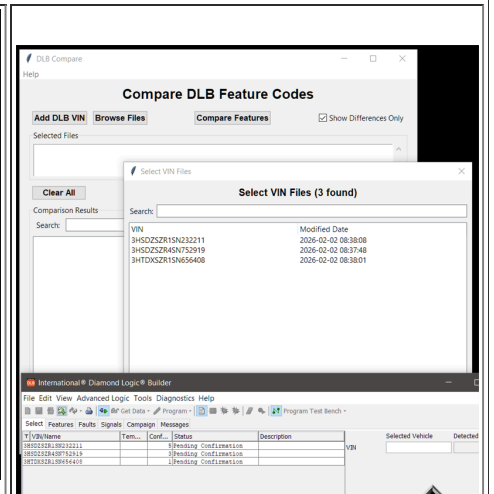 DLB Compare
Help
Compare DLB Feature Codes
Add DLB VIN Browse Files Compare Features Show Differences Only
Selected Files
Select VIN Files
Clear All
Select VIN Files (3 found)
Comparison Results
Search:
Search:
VIN Modified Date
3HSDZSZR1SN232211 2026-02-02 08:38:08
3HSDZSZR4SN752919 2026-02-02 08:37:48
3HTDXSZR1SN656408 2026-02-02 08:38:01
DLB International® Diamond Logic® Builder
File Edit View Advanced Logic Tools Diagnostics Help
Get Data Program Program Test Bench
Select Features Faults Signals Campaign Messages
T VIN/Name Tem... Conf... Status Description
3HSDZSZR1SN232211 5 Pending Confirmation
3HSDZSZR4SN752919 3 Pending Confirmation
3HTDXSZR1SN656408 1 Pending Confirmation
Selected Vehicle Detected
VIN